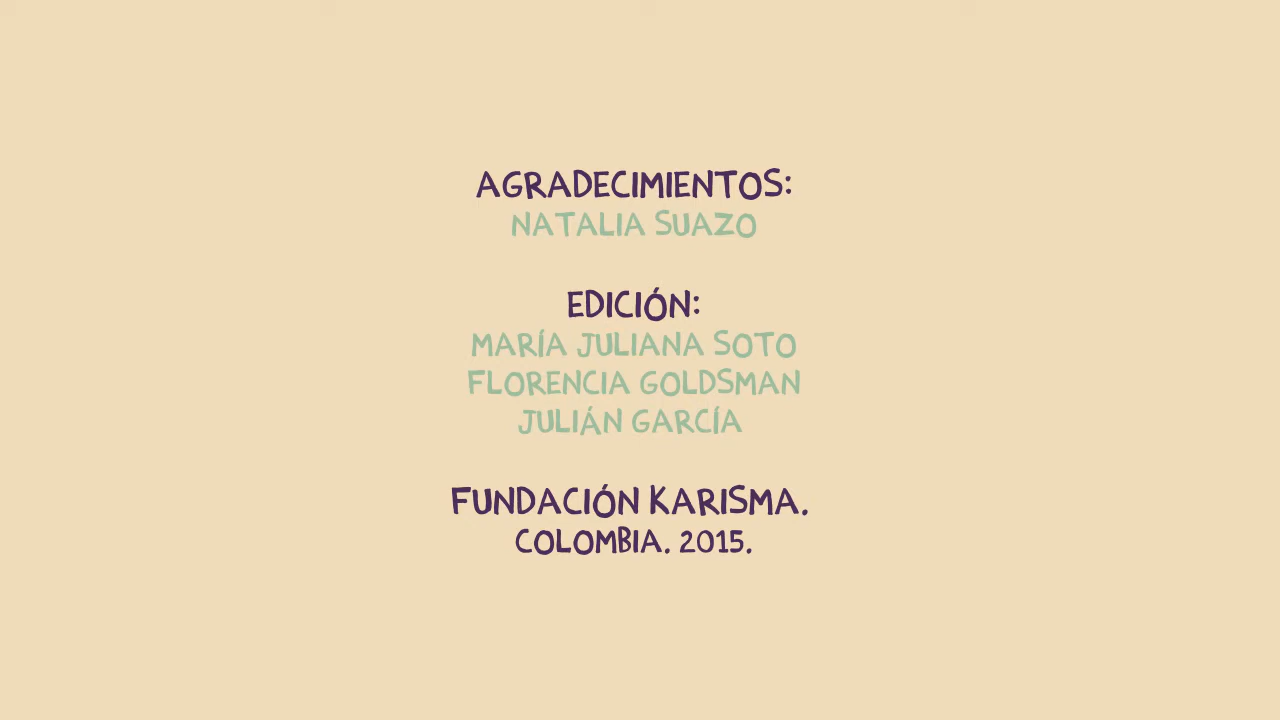 AGRADECIMIENTOS:
NATALIA SUAZO
EDICIÓN:
MARÍA JULIANA SOTO
FLORENCIA GOLDSMAN
JULIÁN GARCÍA
FUNDACIÓN KARISMA.
COLOMBIA. 2015.